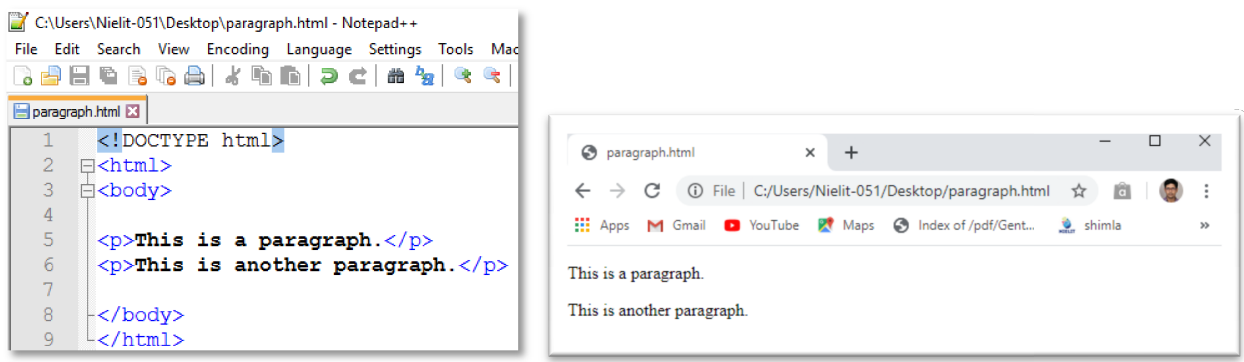 C:\Users\Nielit-051\Desktop\paragraph.html - Notepad++
File Edit Search View Encoding Language Settings Tools Mac
paragraph.html
1 <!DOCTYPE html>
2 <html>
3 <body>
4
5 <p>This is a paragraph.</p>
6 <p>This is another paragraph.</p>
7
8 </body>
9 </html>
paragraph.html
File | C:/Users/Nielit-051/Desktop/paragraph.html
Apps Gmail YouTube Maps Index of /pdf/Gent... shimla »
This is a paragraph.
This is another paragraph.